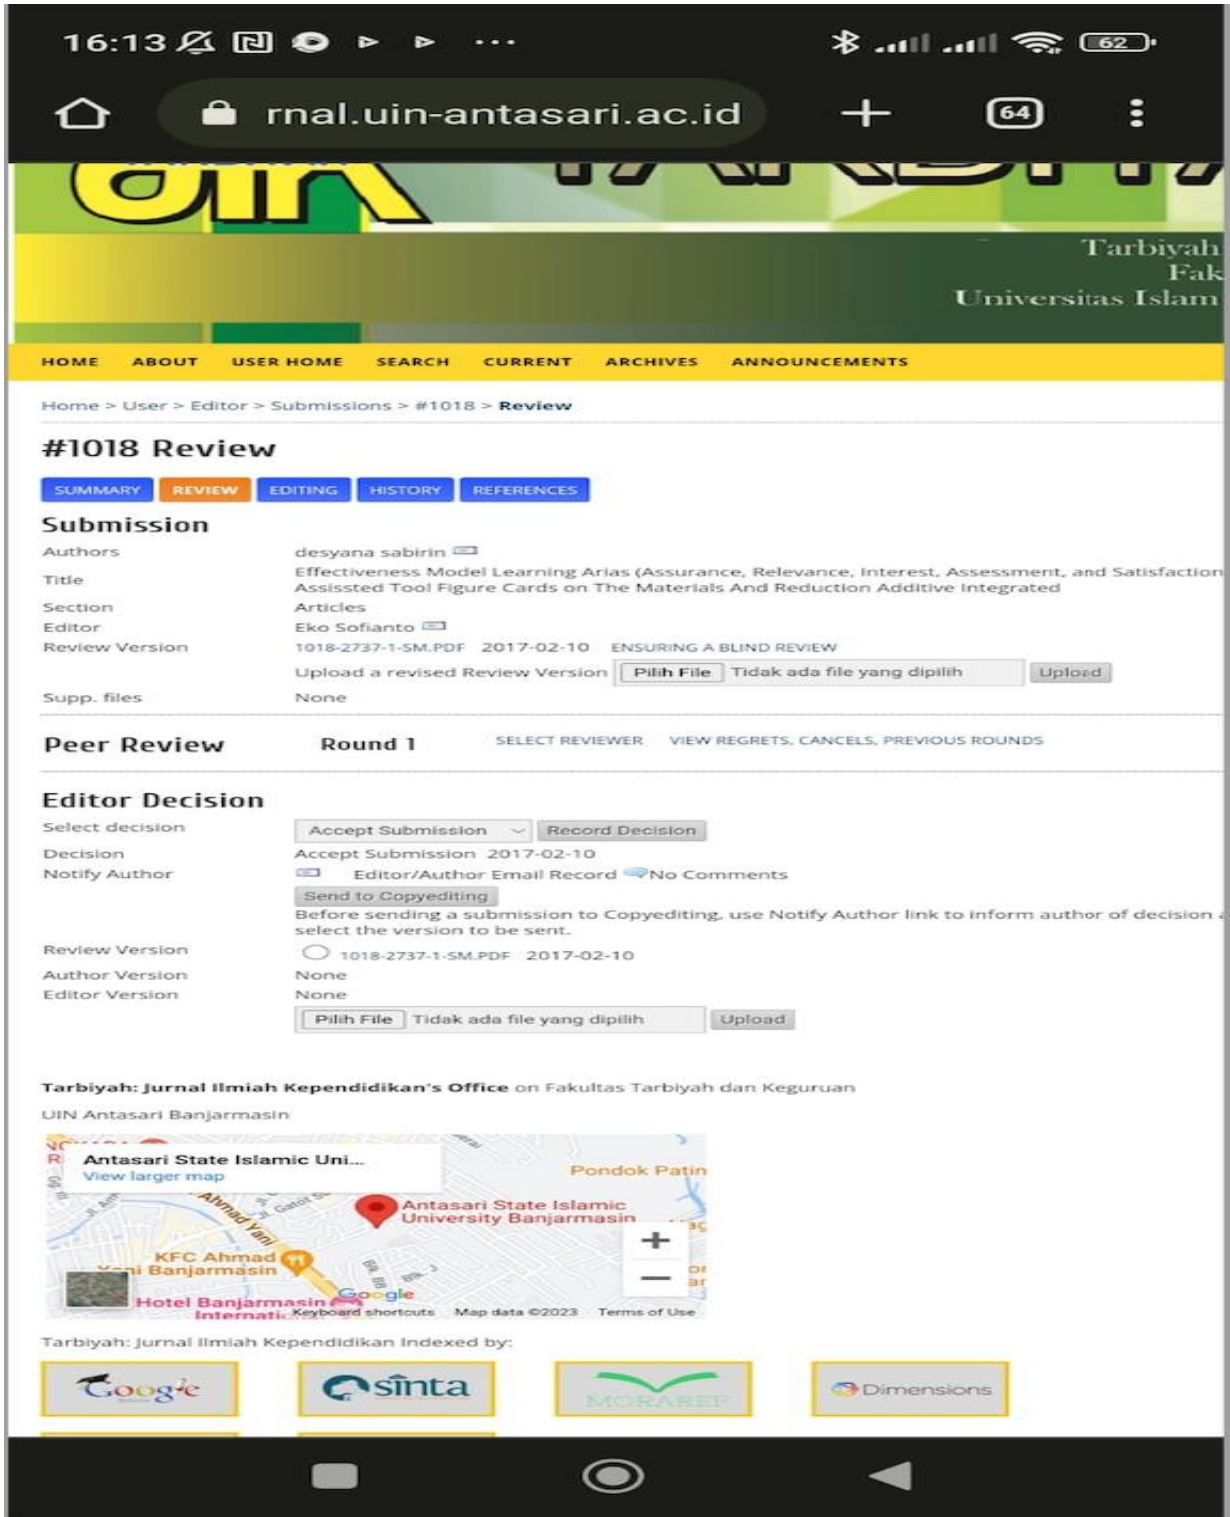 16:13
62
rnal.uin-antasari.ac.id
64
Tarbiyah
Fak
Universitas Islam
HOME ABOUT USER HOME SEARCH CURRENT ARCHIVES ANNOUNCEMENTS
Home > User > Editor > Submissions > #1018 > Review
#1018 Review
SUMMARY REVIEW EDITING HISTORY REFERENCES
Submission
Authors desyana sabirin
Title Effectiveness Model Learning Arias (Assurance, Relevance, Interest, Assessment, and Satisfaction
Assissted Tool Figure Cards on The Materials And Reduction Additive Integrated
Section Articles
Editor Eko Sofianto
Review Version 1018-2737-1-SM.PDF 2017-02-10 ENSURING A BLIND REVIEW
Upload a revised Review Version Pilih File Tidak ada file yang dipilih Upload
Supp. files None
Peer Review Round 1 SELECT REVIEWER VIEW REGRETS, CANCELS, PREVIOUS ROUNDS
Editor Decision
Select decision Accept Submission Record Decision
Decision Accept Submission 2017-02-10
Notify Author Editor/Author Email Record No Comments
Send to Copyediting
Before sending a submission to Copyediting, use Notify Author link to inform author of decision
select the version to be sent.
Review Version 1018-2737-1-SM.PDF 2017-02-10
Author Version None
Editor Version None
Pilih File Tidak ada file yang dipilih Upload
Tarbiyah: Jurnal Ilmiah Kependidikan's Office on Fakultas Tarbiyah dan Keguruan
UIN Antasari Banjarmasin
Antasari State Islamic Uni...
View larger map
Pondok Patin
Ahmad Yani
Antasari State Islamic
University Banjarmasin
KFC Ahmad
Yani Banjarmasin
Hotel Banjarmasin
Internati
Google
Keyboard shortcuts Map data ©2023 Terms of Use
Tarbiyah: Jurnal Ilmiah Kependidikan Indexed by:
Google sinta MORAREF Dimensions